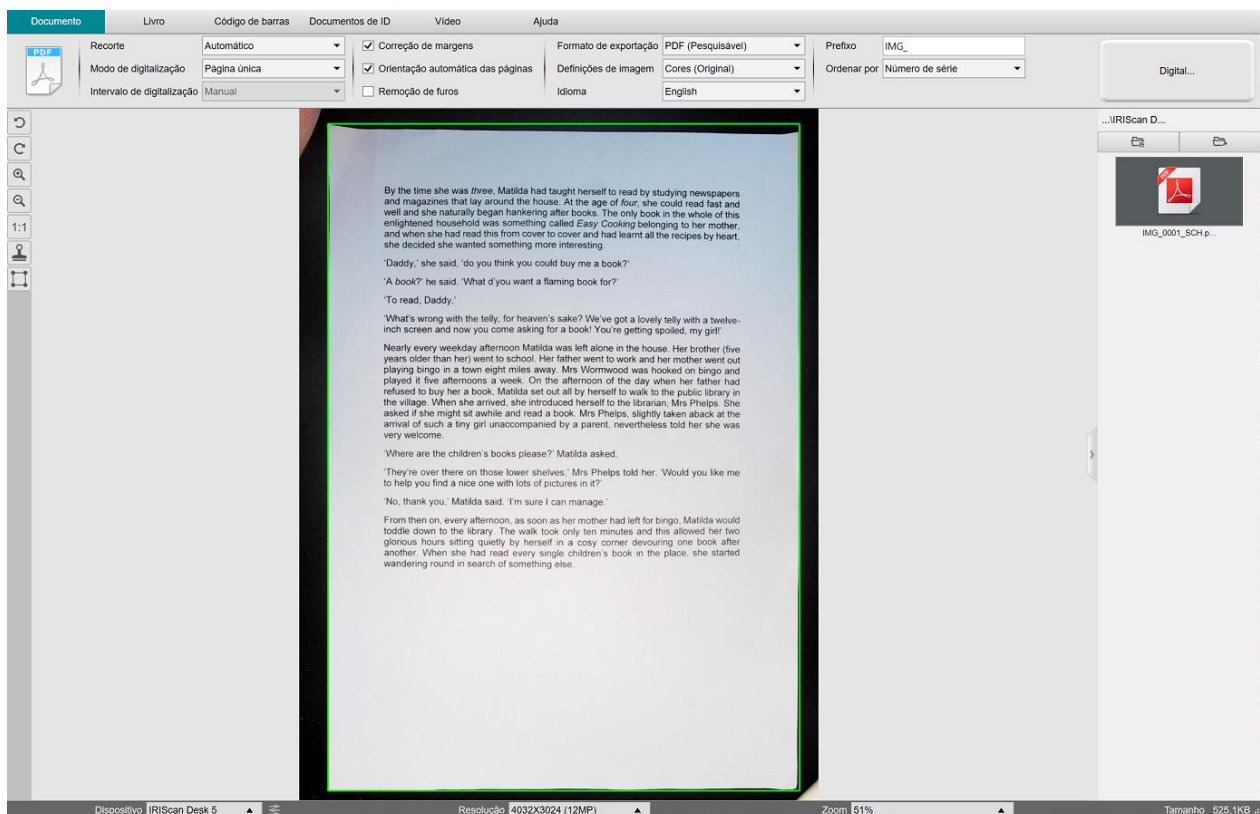 Documento Livro Código de barras Documentos de ID Vídeo Ajuda
PDF
Recorte Automático Correção de margens Formato de exportação PDF (Pesquisável) Prefixo IMG_
Modo de digitalização Página única Orientação automática das páginas Definições de imagem Cores (Original) Ordenar por Número de série Digital...
Intervalo de digitalização Manual Remoção de furos Idioma English
...\IRIScan D...
1:1
By the time she was three, Matilda had taught herself to read by studying newspapers
and magazines that lay around the house. At the age of four, she could read fast and
well and she naturally began hankering after books. The only book in the whole of this
enlightened household was something called Easy Cooking belonging to her mother,
and when she had read this from cover to cover and had learnt all the recipes by heart,
she decided she wanted something more interesting.
'Daddy,' she said, 'do you think you could buy me a book?'
'A book?' he said. 'What d'you want a flaming book for?'
'To read, Daddy.'
'What's wrong with the telly, for heaven's sake? We've got a lovely telly with a twelve-
inch screen and now you come asking for a book! You're getting spoiled, my girl!'
Nearly every weekday afternoon Matilda was left alone in the house. Her brother (five
years older than her) went to school. Her father went to work and her mother went out
playing bingo in a town eight miles away. Mrs Wormwood was hooked on bingo and
played it five afternoons a week. On the afternoon of the day when her father had
refused to buy her a book, Matilda set out all by herself to walk to the public library in
the village. When she arrived, she introduced herself to the librarian, Mrs Phelps. She
asked if she might sit awhile and read a book. Mrs Phelps, slightly taken aback at the
arrival of such a tiny girl unaccompanied by a parent, nevertheless told her she was
very welcome.
'Where are the children's books please?' Matilda asked.
'They're over there on those lower shelves,' Mrs Phelps told her. 'Would you like me
to help you find a nice one with lots of pictures in it?'
'No, thank you,' Matilda said. 'I'm sure I can manage.'
From then on, every afternoon, as soon as her mother had left for bingo, Matilda would
toddle down to the library. The walk took only ten minutes and this allowed her two
glorious hours sitting quietly by herself in a cosy corner devouring one book after
another. When she had read every single children's book in the place, she started
wandering round in search of something else.
PDF
IMG_0001_SCH.p...
Dispositivo IRIScan Desk 5 Resolução 4032X3024 (12MP) Zoom 51% Tamanho 525.1KB